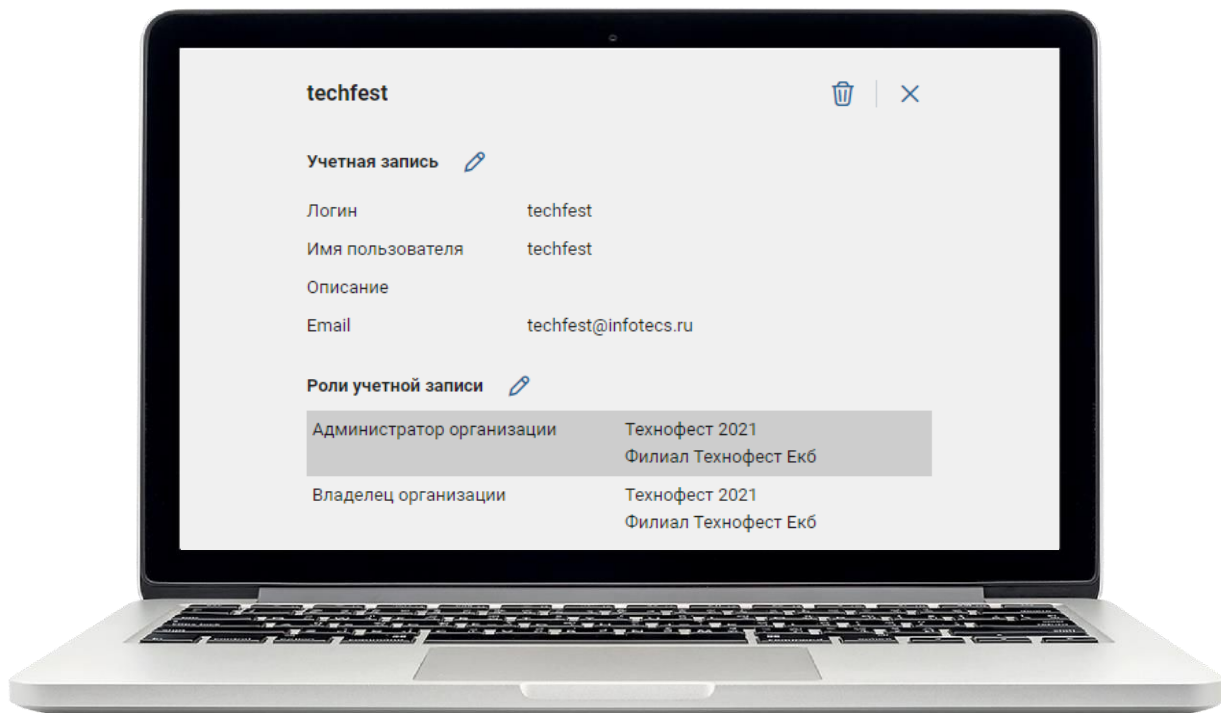 techfest
Учетная запись
Логин techfest
Имя пользователя techfest
Описание
Email techfest@infotecs.ru
Роли учетной записи
Администратор организации Технофест 2021
Филиал Технофест Екб
Владелец организации Технофест 2021
Филиал Технофест Екб